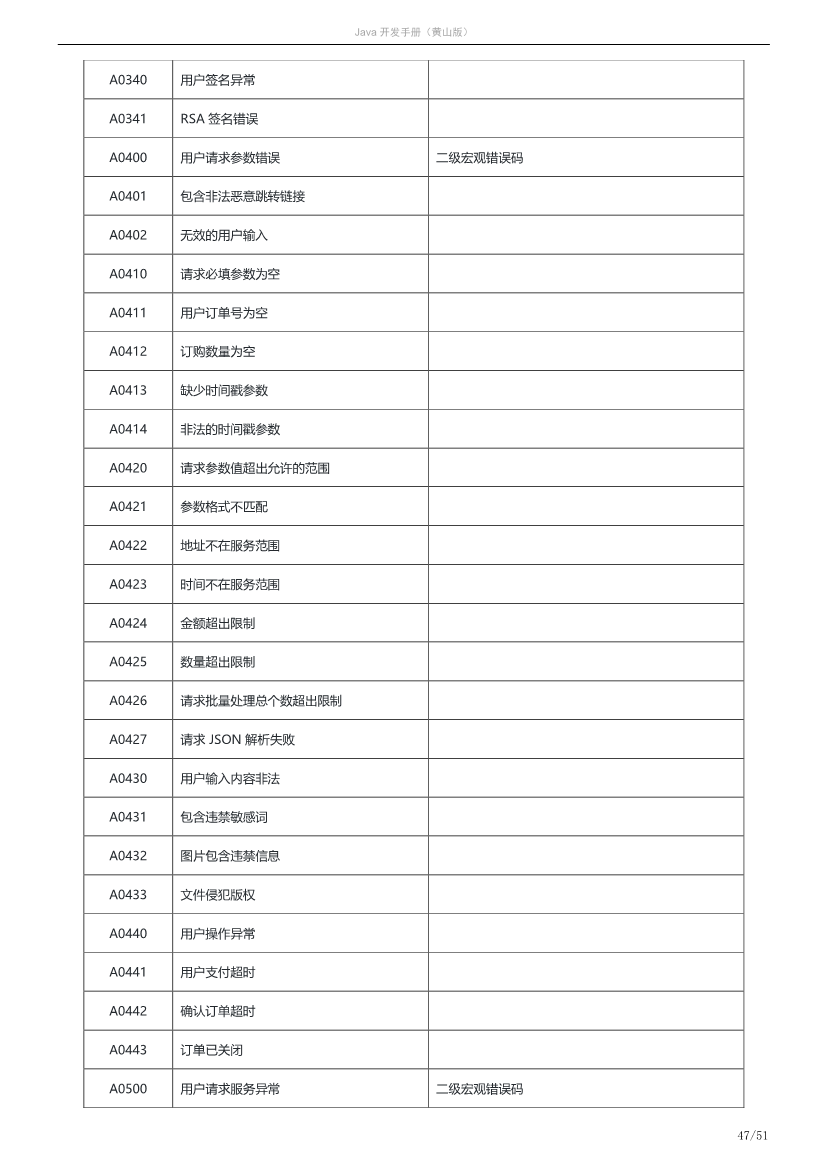 Java 开发手册（黄山版）
A0340 用户签名异常
A0341 RSA 签名错误
A0400 用户请求参数错误 二级宏观错误码
A0401 包含非法恶意跳转链接
A0402 无效的用户输入
A0410 请求必填参数为空
A0411 用户订单号为空
A0412 订购数量为空
A0413 缺少时间戳参数
A0414 非法的时间戳参数
A0420 请求参数值超出允许的范围
A0421 参数格式不匹配
A0422 地址不在服务范围
A0423 时间不在服务范围
A0424 金额超出限制
A0425 数量超出限制
A0426 请求批量处理总个数超出限制
A0427 请求 JSON 解析失败
A0430 用户输入内容非法
A0431 包含违禁敏感词
A0432 图片包含违禁信息
A0433 文件侵犯版权
A0440 用户操作异常
A0441 用户支付超时
A0442 确认订单超时
A0443 订单已关闭
A0500 用户请求服务异常 二级宏观错误码
47/51